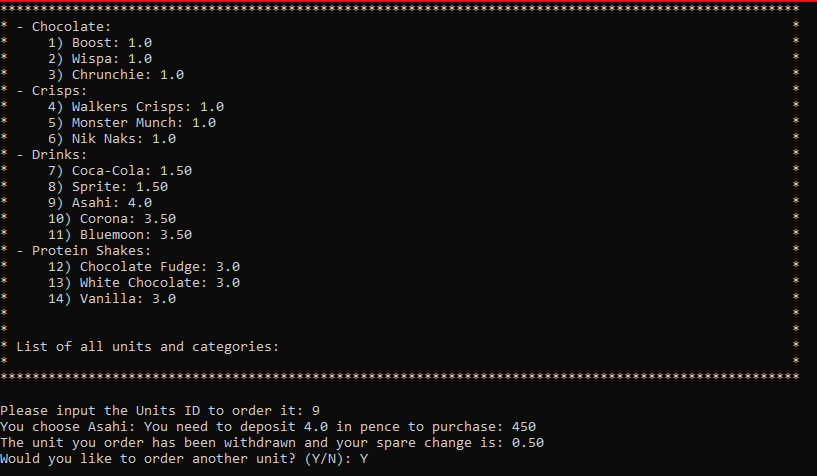 ****************************************************************************************************
* - Chocolate: *
* 1) Boost: 1.0 *
* 2) Wispa: 1.0 *
* 3) Chrunchie: 1.0 *
* - Crisps: *
* 4) Walkers Crisps: 1.0 *
* 5) Monster Munch: 1.0 *
* 6) Nik Naks: 1.0 *
* - Drinks: *
* 7) Coca-Cola: 1.50 *
* 8) Sprite: 1.50 *
* 9) Asahi: 4.0 *
* 10) Corona: 3.50 *
* 11) Bluemoon: 3.50 *
* - Protein Shakes: *
* 12) Chocolate Fudge: 3.0 *
* 13) White Chocolate: 3.0 *
* 14) Vanilla: 3.0 *
* *
* *
* List of all units and categories: *
* *
****************************************************************************************************
Please input the Units ID to order it: 9
You choose Asahi: You need to deposit 4.0 in pence to purchase: 450
The unit you order has been withdrawn and your spare change is: 0.50
Would you like to order another unit? (Y/N): Y